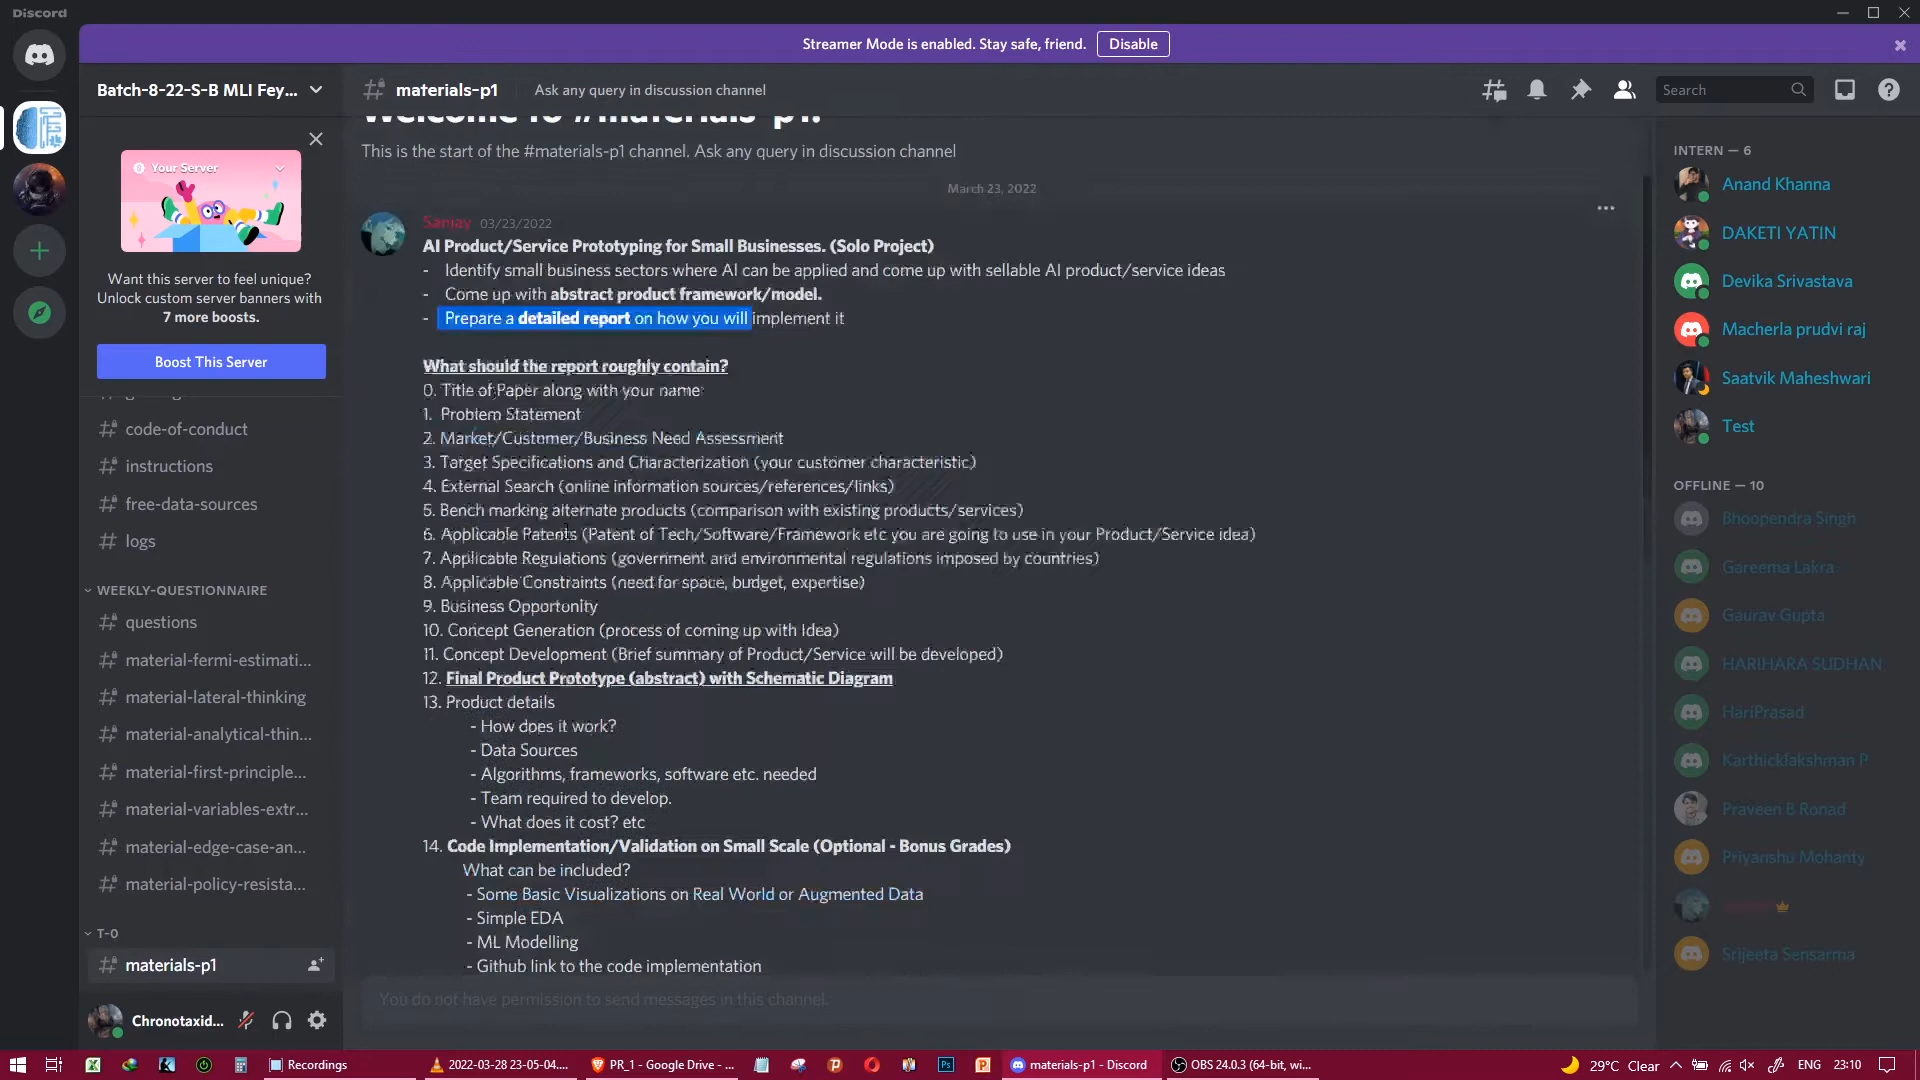 Discord
Streamer Mode is enabled. Stay safe, friend.
Disable
Batch-8-22-S-B MLI Fey...
materials-p1
Ask any query in discussion channel
Search
Your Server
Want this server to feel unique?
Unlock custom server banners with
7 more boosts.
Boost This Server
code-of-conduct
instructions
free-data-sources
logs
WEEKLY-QUESTIONNAIRE
questions
material-fermi-estimati...
material-lateral-thinking
material-analytical-thin...
material-first-principle...
material-variables-extr...
material-edge-case-an...
material-policy-resista...
T-0
materials-p1
Chronotaxid...
Welcome to #materials-p1!
This is the start of the #materials-p1 channel. Ask any query in discussion channel
March 23, 2022
Sanjay 03/23/2022
AI Product/Service Prototyping for Small Businesses. (Solo Project)
- Identify small business sectors where AI can be applied and come up with sellable AI product/service ideas
- Come up with abstract product framework/model.
- Prepare a detailed report on how you will implement it
What should the report roughly contain?
0. Title of Paper along with your name
1. Problem Statement
2. Market/Customer/Business Need Assessment
3. Target Specifications and Characterization (your customer characteristic)
4. External Search (online information sources/references/links)
5. Bench marking alternate products (comparison with existing products/services)
6. Applicable Patents (Patent of Tech/Software/Framework etc you are going to use in your Product/Service idea)
7. Applicable Regulations (government and environmental regulations imposed by countries)
8. Applicable Constraints (need for space, budget, expertise)
9. Business Opportunity
10. Concept Generation (process of coming up with Idea)
11. Concept Development (Brief summary of Product/Service will be developed)
12. Final Product Prototype (abstract) with Schematic Diagram
13. Product details
- How does it work?
- Data Sources
- Algorithms, frameworks, software etc. needed
- Team required to develop.
- What does it cost? etc
14. Code Implementation/Validation on Small Scale (Optional - Bonus Grades)
What can be included?
- Some Basic Visualizations on Real World or Augmented Data
- Simple EDA
- ML Modelling
- Github link to the code implementation
You do not have permission to send messages in this channel.
INTERN — 6
Anand Khanna
DAKETI YATIN
Devika Srivastava
Macherla prudvi raj
Saatvik Maheshwari
Test
OFFLINE — 10
Bhoopendra Singh
Gareema Lakra
Gaurav Gupta
HARIHARA SUDHAN
HariPrasad
Karthicklakshman P
Praveen B Ronad
Priyanshu Mohanty
Srijeeta Sensarma
Recordings
2022-03-28 23-05-04....
PR_1 - Google Drive - ...
materials-p1 - Discord
OBS 24.0.3 (64-bit, wi...
29°C Clear
ENG
23:10